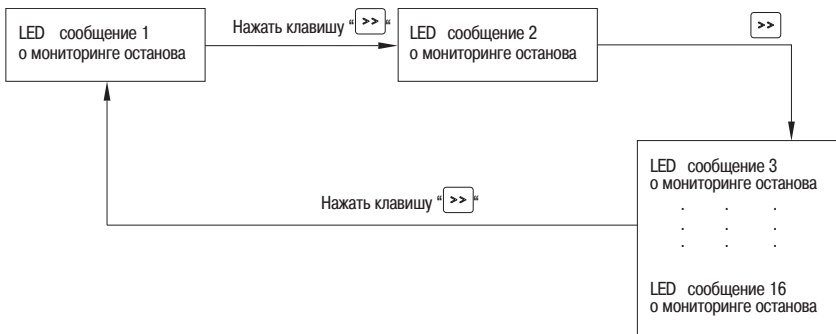 LED сообщение 1
о мониторинге останова
Нажать клавишу “ >> “
LED сообщение 2
о мониторинге останова
>>
LED сообщение 3
о мониторинге останова
. . .
. . .
. . .
LED сообщение 16
о мониторинге останова
Нажать клавишу “ >> “